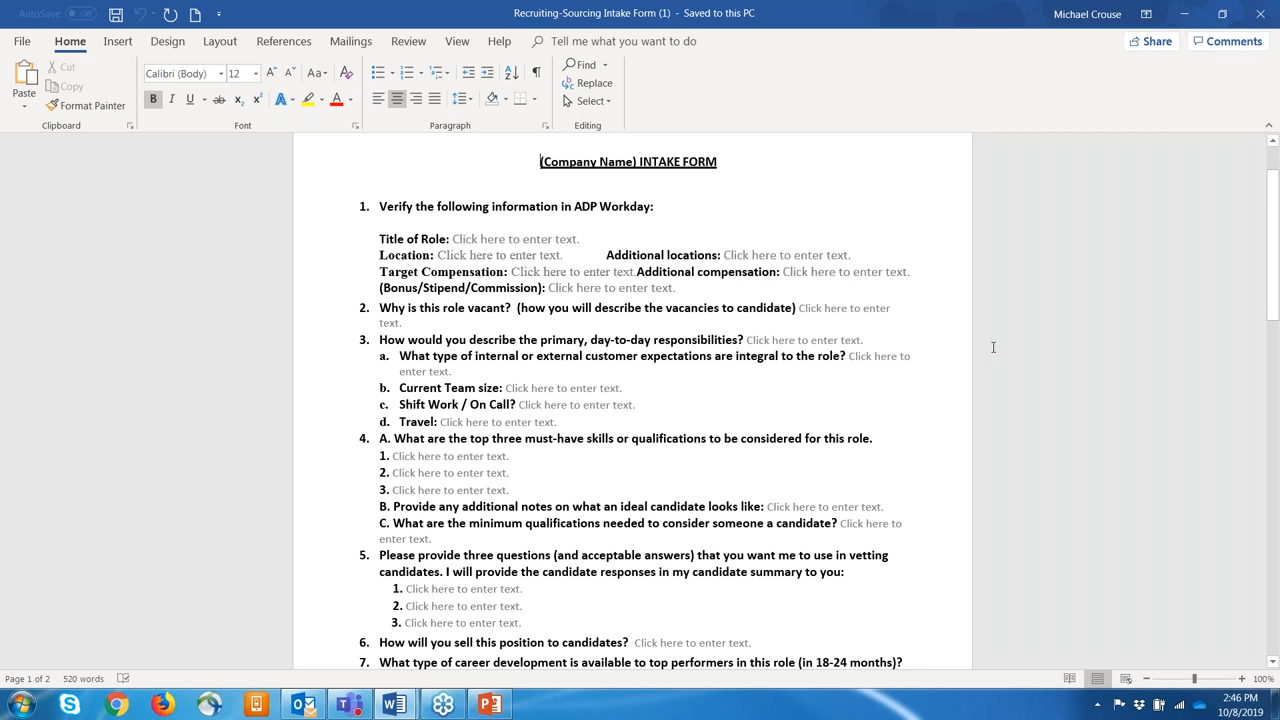 AutoSave Off
Recruiting-Sourcing Intake Form (1) - Saved to this PC
Michael Crouse
File Home Insert Design Layout References Mailings Review View Help Tell me what you want to do Share Comments
Paste Cut Copy Format Painter
Clipboard
Calibri (Body) 12 Aa
B I U ab x₂ x² A A
Font
Paragraph
Find Replace Select
Editing
(Company Name) INTAKE FORM
1. Verify the following information in ADP Workday:
Title of Role: Click here to enter text.
Location: Click here to enter text. Additional locations: Click here to enter text.
Target Compensation: Click here to enter text.Additional compensation: Click here to enter text.
(Bonus/Stipend/Commission): Click here to enter text.
2. Why is this role vacant? (how you will describe the vacancies to candidate) Click here to enter
text.
3. How would you describe the primary, day-to-day responsibilities? Click here to enter text.
a. What type of internal or external customer expectations are integral to the role? Click here to
enter text.
b. Current Team size: Click here to enter text.
c. Shift Work / On Call? Click here to enter text.
d. Travel: Click here to enter text.
4. A. What are the top three must-have skills or qualifications to be considered for this role.
1. Click here to enter text.
2. Click here to enter text.
3. Click here to enter text.
B. Provide any additional notes on what an ideal candidate looks like: Click here to enter text.
C. What are the minimum qualifications needed to consider someone a candidate? Click here to
enter text.
5. Please provide three questions (and acceptable answers) that you want me to use in vetting
candidates. I will provide the candidate responses in my candidate summary to you:
1. Click here to enter text.
2. Click here to enter text.
3. Click here to enter text.
6. How will you sell this position to candidates? Click here to enter text.
7. What type of career development is available to top performers in this role (in 18-24 months)?
Page 1 of 2 520 words
100%
2:46 PM
10/8/2019